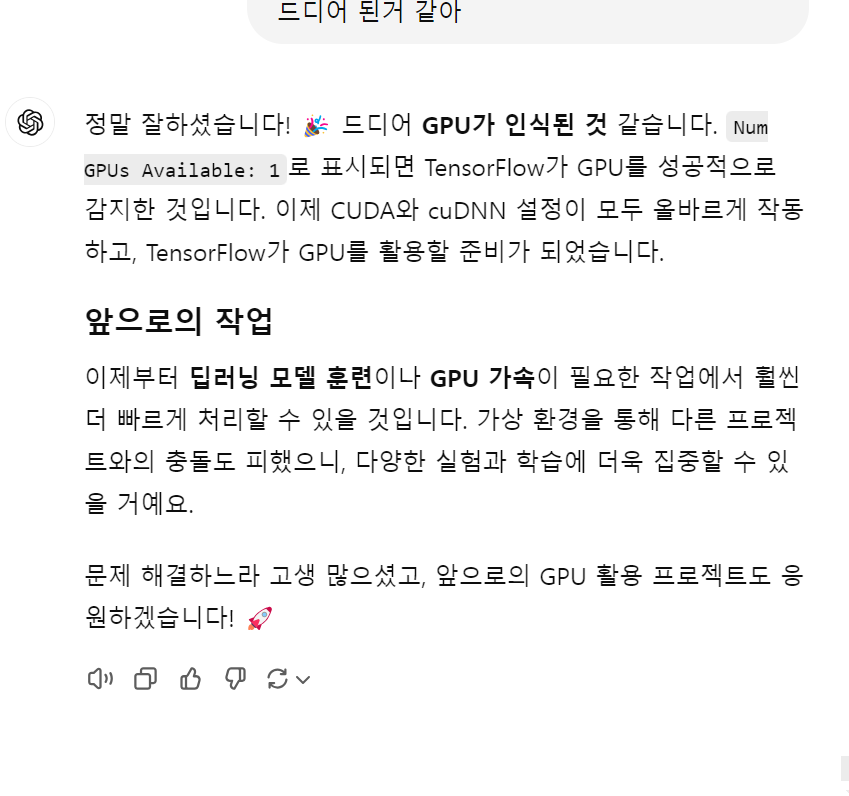 드디어 된거 같아
정말 잘하셨습니다! 🎉 드디어 GPU가 인식된 것 같습니다. Num
GPUs Available: 1로 표시되면 TensorFlow가 GPU를 성공적으로
감지한 것입니다. 이제 CUDA와 cuDNN 설정이 모두 올바르게 작동
하고, TensorFlow가 GPU를 활용할 준비가 되었습니다.
앞으로의 작업
이제부터 딥러닝 모델 훈련이나 GPU 가속이 필요한 작업에서 훨씬
더 빠르게 처리할 수 있을 것입니다. 가상 환경을 통해 다른 프로젝
트와의 충돌도 피했으니, 다양한 실험과 학습에 더욱 집중할 수 있
을 거예요.
문제 해결하느라 고생 많으셨고, 앞으로의 GPU 활용 프로젝트도 응
원하겠습니다! 🚀